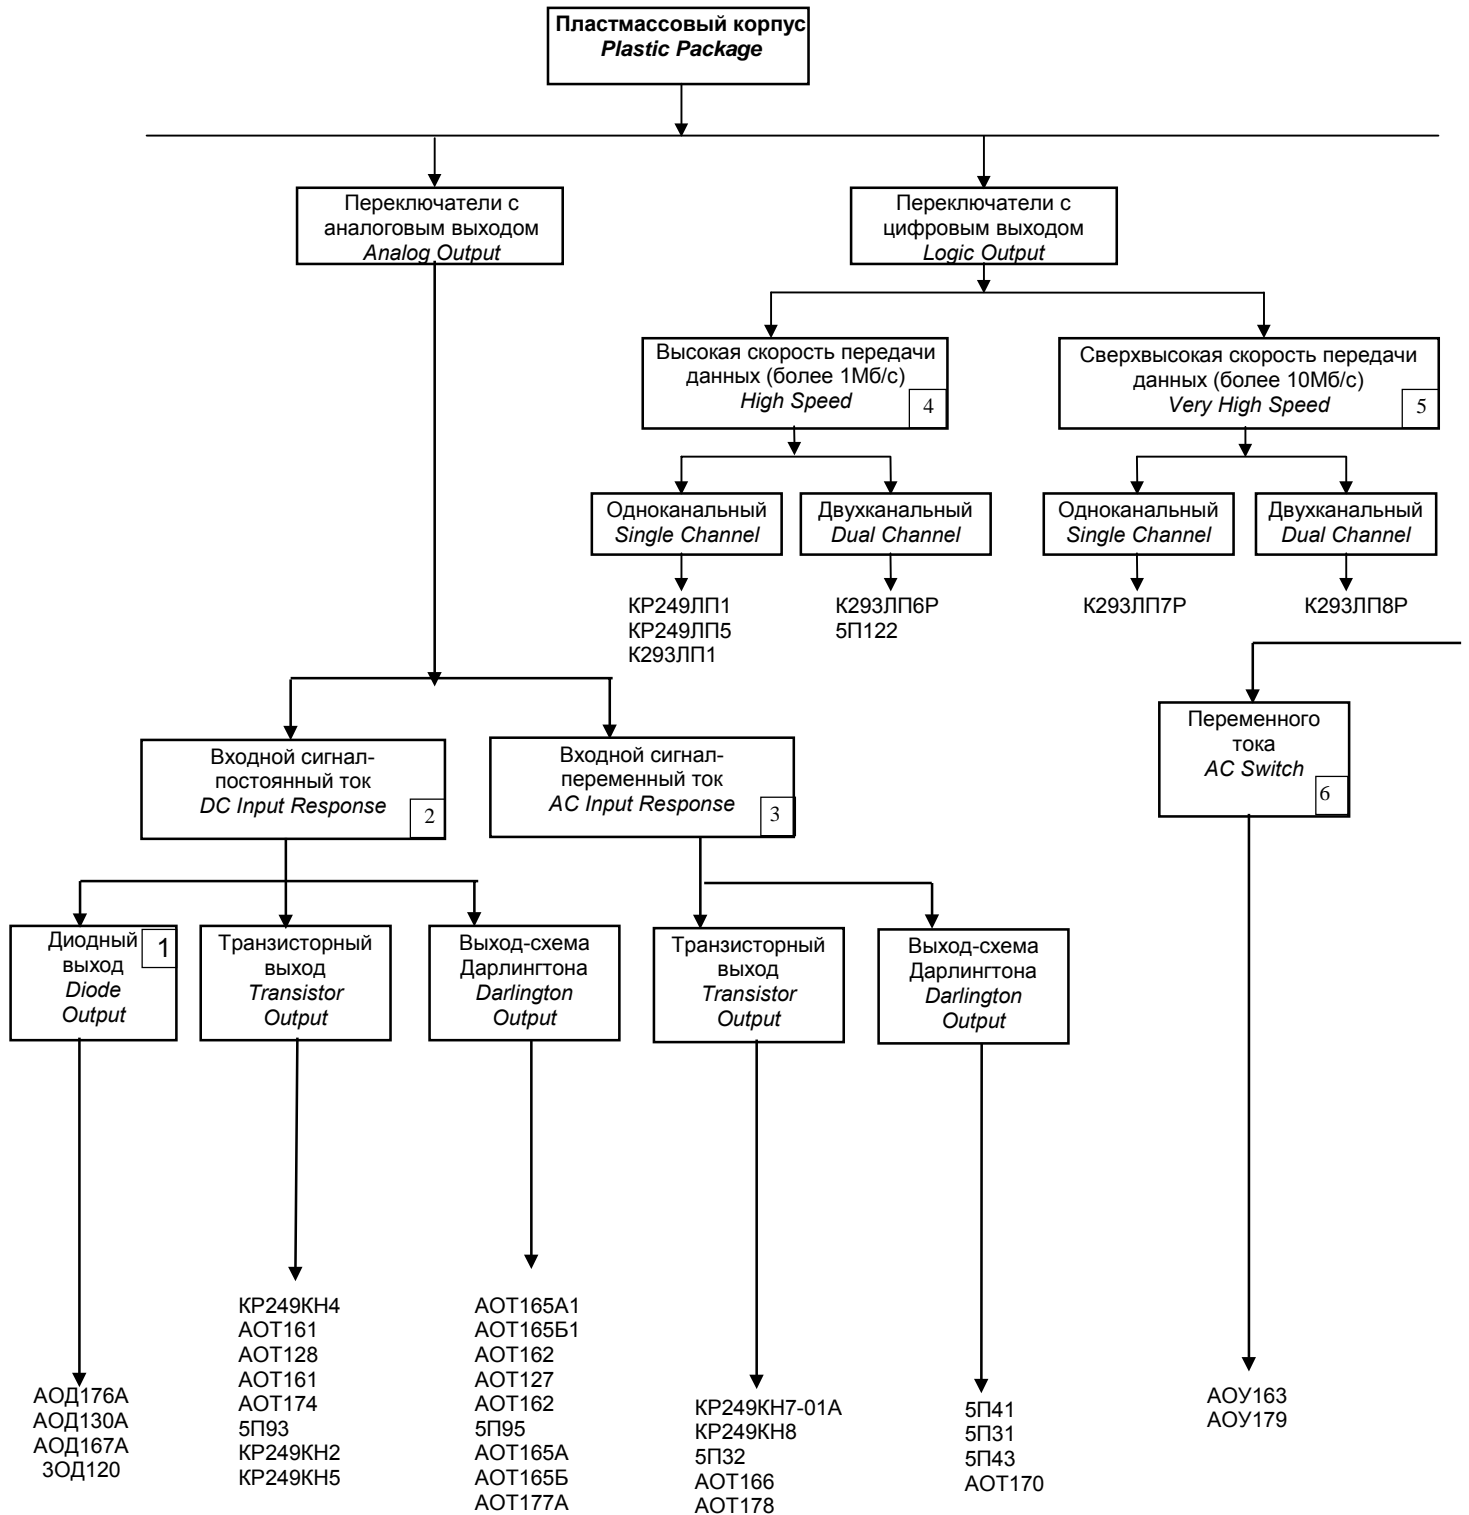 Пластмассовый корпус
Plastic Package
Переключатели с
аналоговым выходом
Analog Output
Переключатели с
цифровым выходом
Logic Output
Высокая скорость передачи
данных (более 1Мб/с)
High Speed
4
Сверхвысокая скорость передачи
данных (более 10Мб/с)
Very High Speed
5
Одноканальный
Single Channel
Двухканальный
Dual Channel
Одноканальный
Single Channel
Двухканальный
Dual Channel
КР249ЛП1
КР249ЛП5
К293ЛП1
К293ЛП6Р
5П122
К293ЛП7Р
К293ЛП8Р
Входной сигнал-
постоянный ток
DC Input Response
2
Входной сигнал-
переменный ток
AC Input Response
3
Переменного
тока
AC Switch
6
Диодный
выход
Diode
Output
1
Транзисторный
выход
Transistor
Output
Выход-схема
Дарлингтона
Darlington
Output
Транзисторный
выход
Transistor
Output
Выход-схема
Дарлингтона
Darlington
Output
АОД176А
АОД130А
АОД167А
3ОД120
КР249КН4
АОТ161
АОТ128
АОТ161
АОТ174
5П93
КР249КН2
КР249КН5
АОТ165А1
АОТ165Б1
АОТ162
АОТ127
АОТ162
5П95
АОТ165А
АОТ165Б
АОТ177А
КР249КН7-01А
КР249КН8
5П32
АОТ166
АОТ178
5П41
5П31
5П43
АОТ170
АОУ163
АОУ179